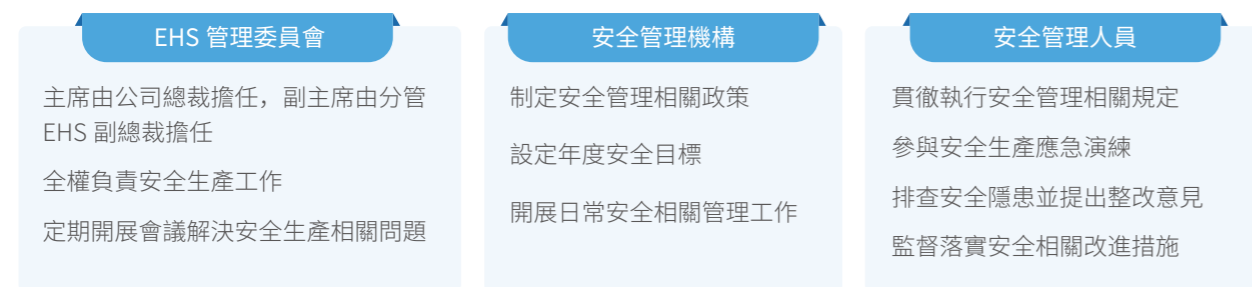 EHS 管理委員會
主席由公司總裁擔任，副主席由分管
EHS 副總裁擔任
全權負責安全生產工作
定期開展會議解決安全生產相關問題
安全管理機構
制定安全管理相關政策
設定年度安全目標
開展日常安全相關管理工作
安全管理人員
貫徹執行安全管理相關規定
參與安全生產應急演練
排查安全隱患並提出整改意見
監督落實安全相關改進措施